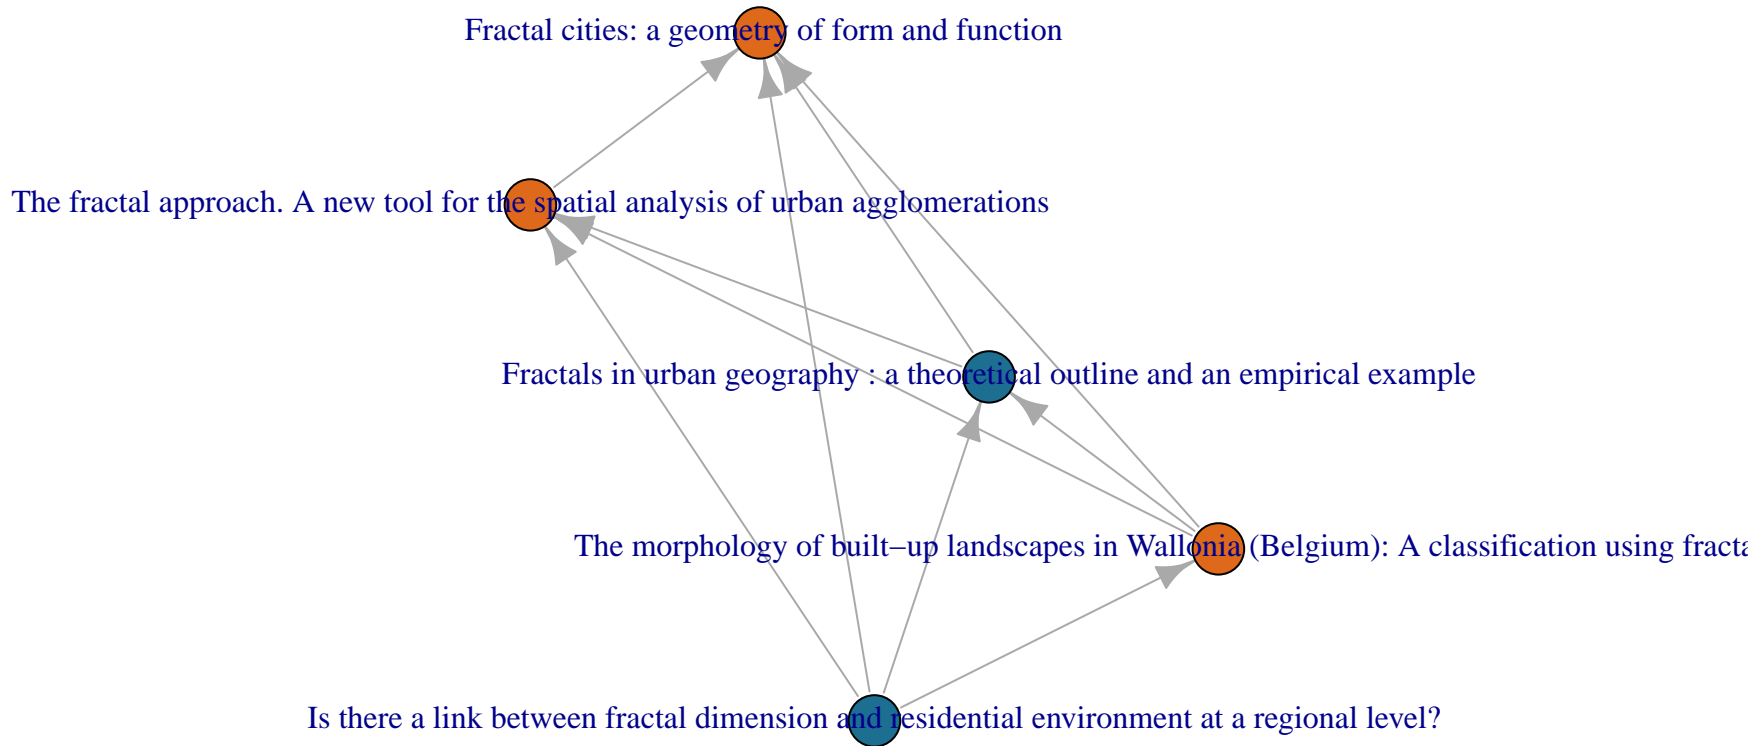 Fractal cities: a geometry of form and function
The fractal approach. A new tool for the spatial analysis of urban agglomerations
Fractals in urban geography : a theoretical outline and an empirical example
The morphology of built−up landscapes in Wallonia (Belgium): A classification using
Is there a link between fractal dimension and residential environment at a regional level?